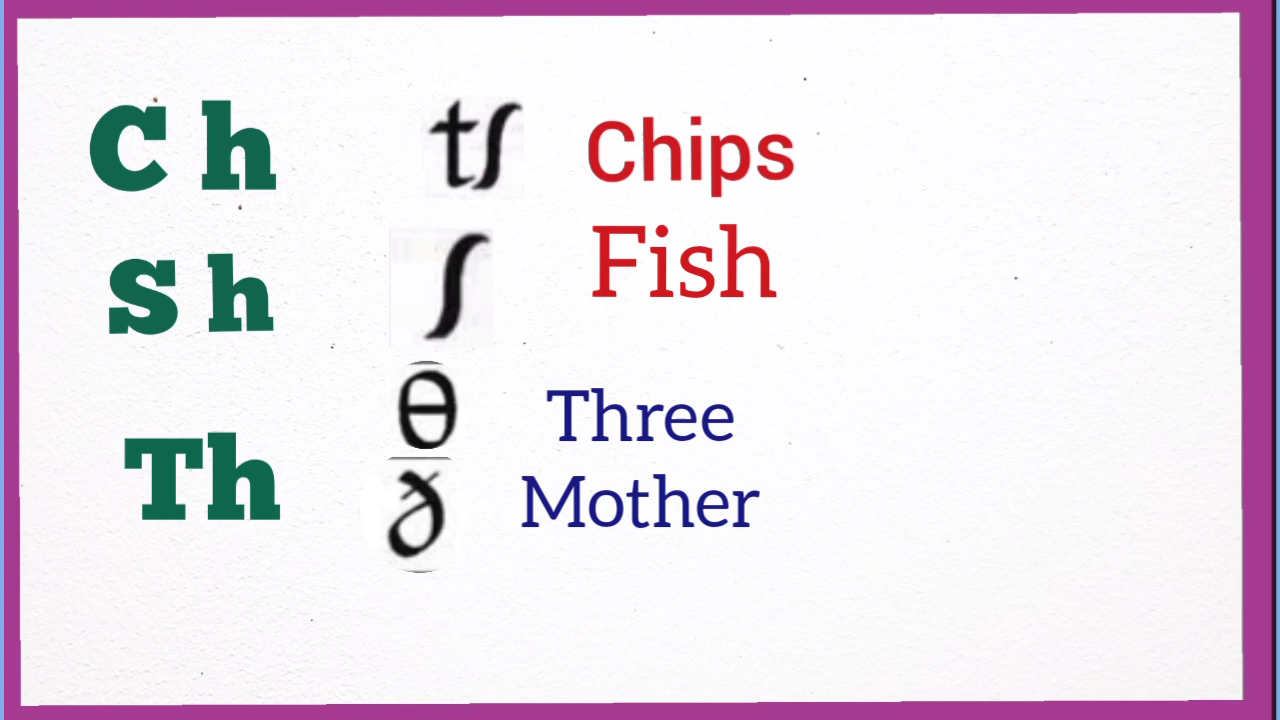 Ch tʃ Chips
Sh ʃ Fish
Th θ Three
ð Mother